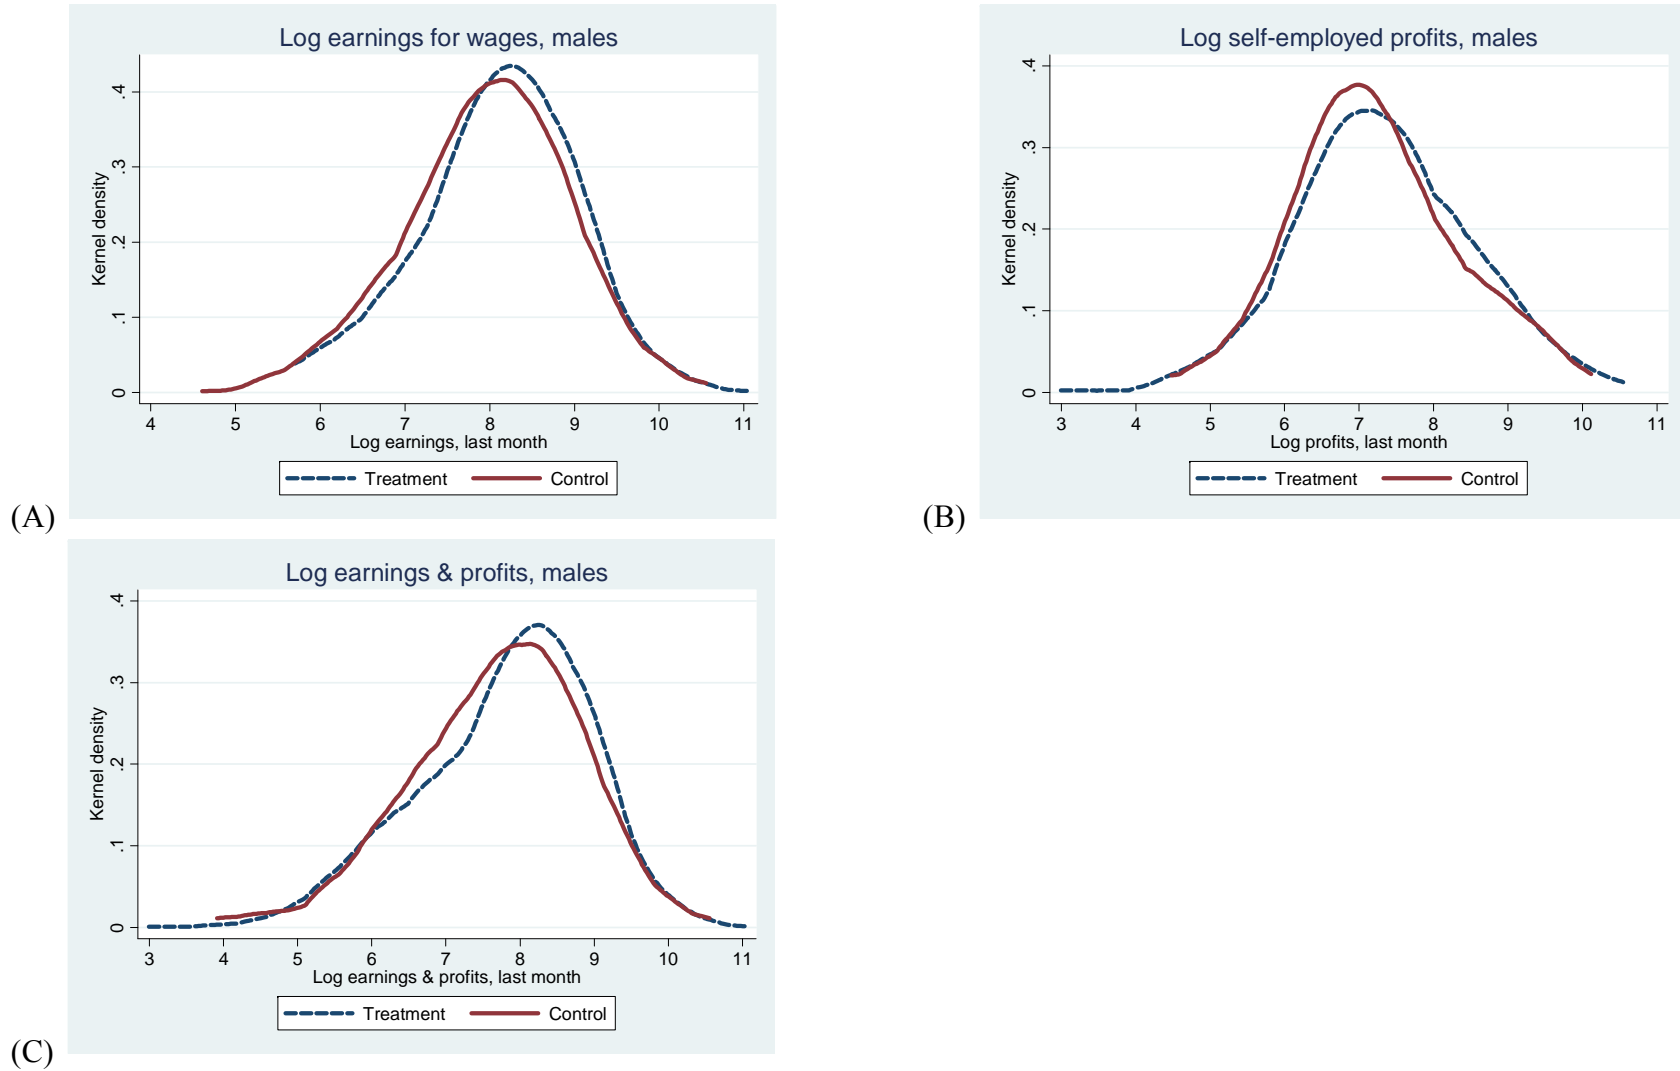 Log earnings for wages, males
Kernel density
.4
.3
.2
.1
0
4 5 6 7 8 9 10 11
Log earnings, last month
Treatment Control
(A)
Log self-employed profits, males
Kernel density
.4
.3
.2
.1
0
3 4 5 6 7 8 9 10 11
Log profits, last month
Treatment Control
(B)
Log earnings & profits, males
Kernel density
.4
.3
.2
.1
0
3 4 5 6 7 8 9 10 11
Log earnings & profits, last month
Treatment Control
(C)